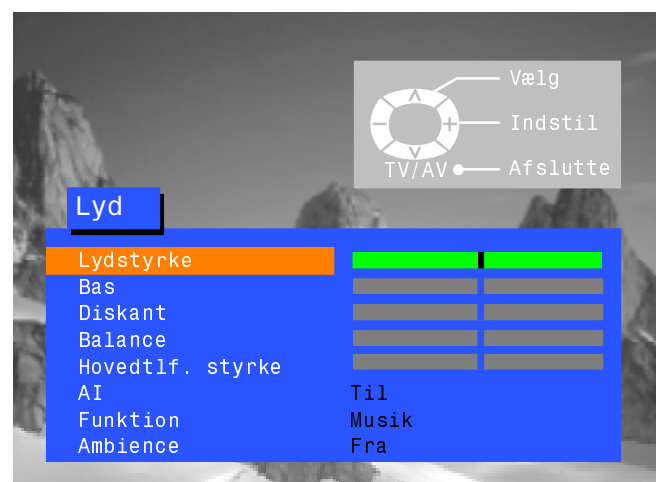 Vælg
Indstil
TV/AV Afslutte
Lyd
Lydstyrke
Bas
Diskant
Balance
Hovedtlf. styrke
AI Til
Funktion Musik
Ambience Fra